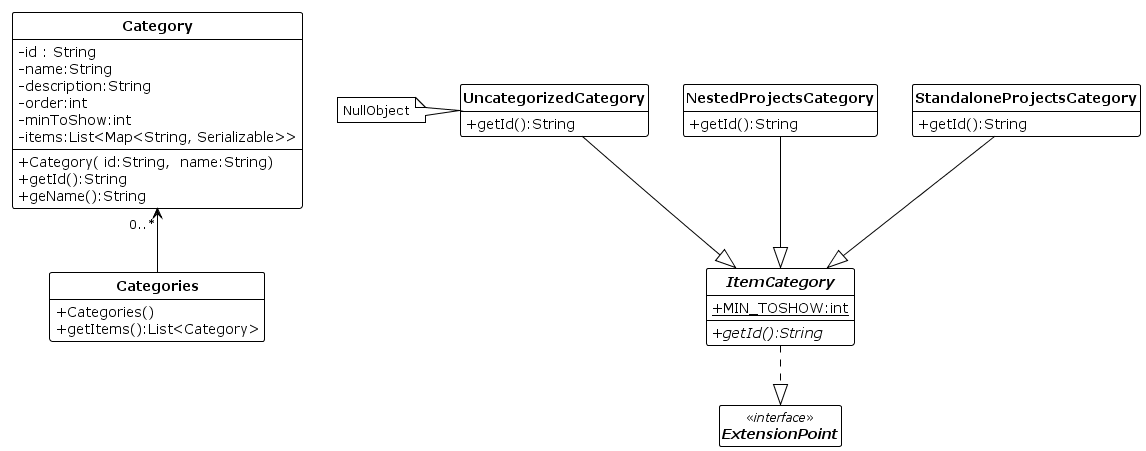 Category
-id : String
-name:String
-description:String
-order:int
-minToShow:int
-items:List<Map<String, Serializable>>
+Category( id:String,  name:String)
+getId():String
+geName():String
0..*
Categories
+Categories()
+getItems():List<Category>
NullObject
UncategorizedCategory
+getId():String
NestedProjectsCategory
+getId():String
StandaloneProjectsCategory
+getId():String
ItemCategory
+MIN_TOSHOW:int
+getId():String
«interface»
ExtensionPoint